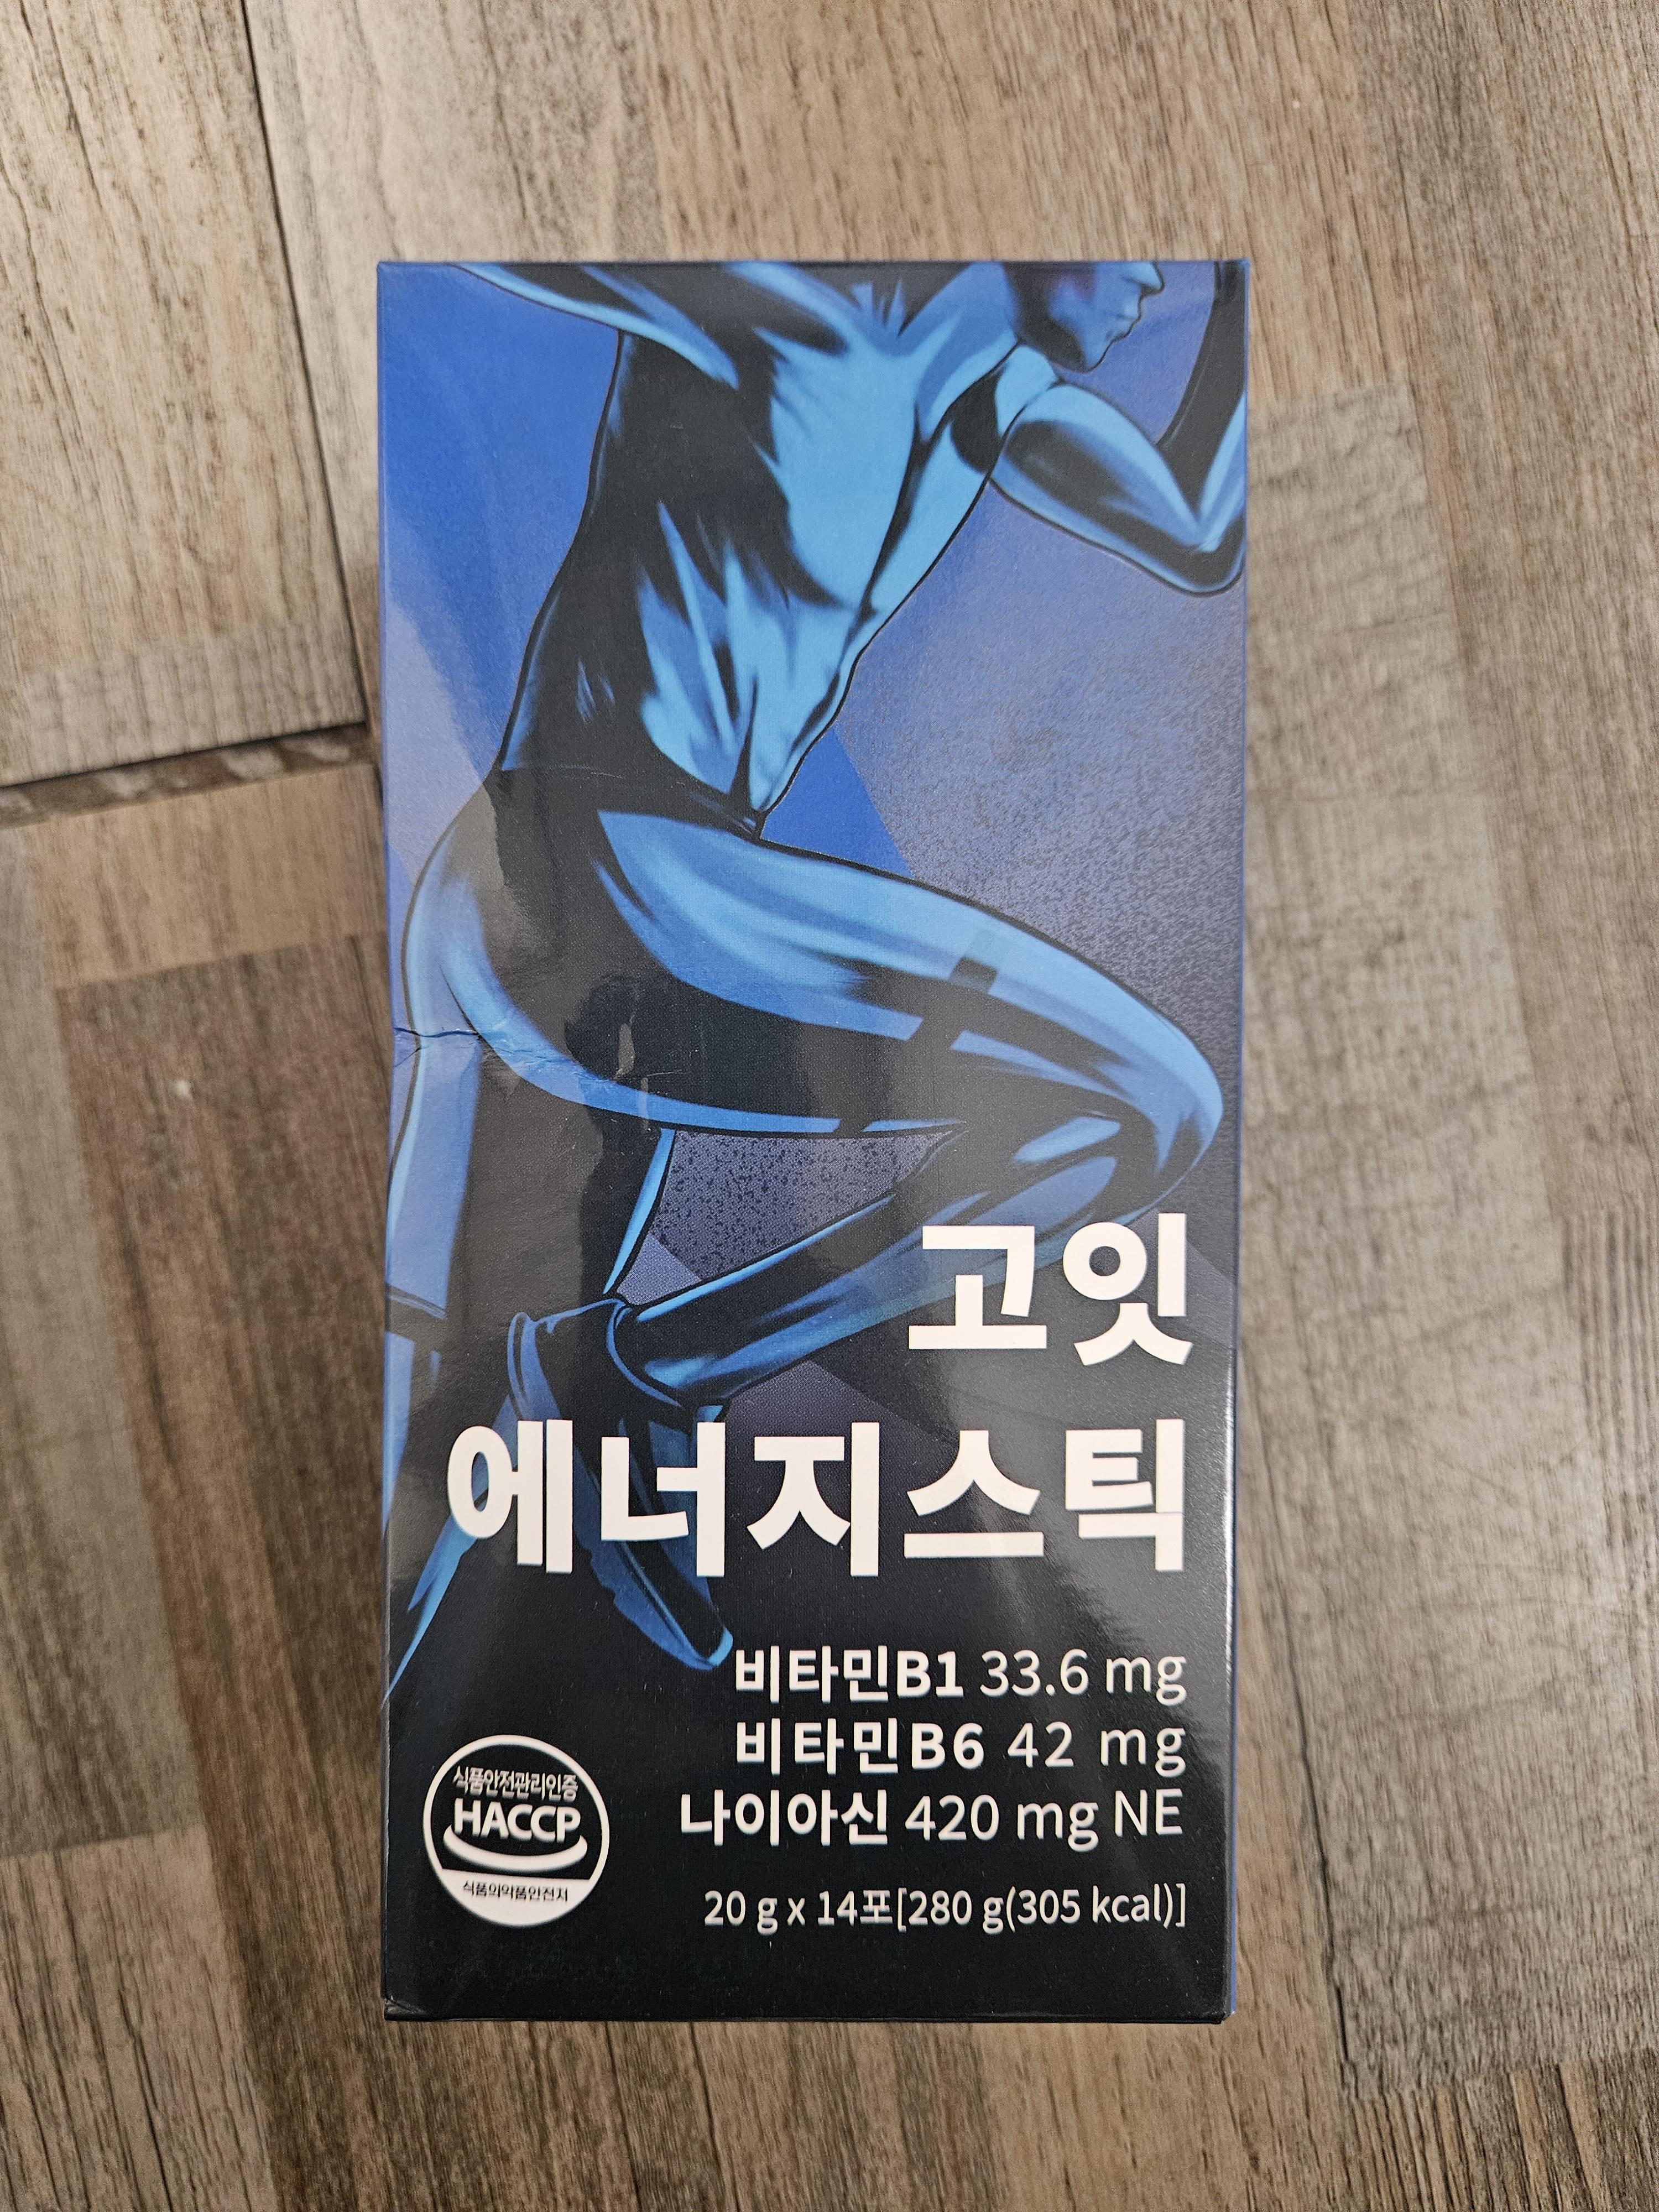 고잇
에너지스틱
비타민B1 33.6 mg
비타민B6 42 mg
나이아신 420 mg NE
20 g x 14포[280 g(305 kcal)]
식품안전관리인증
HACCP
식품의약품안전처